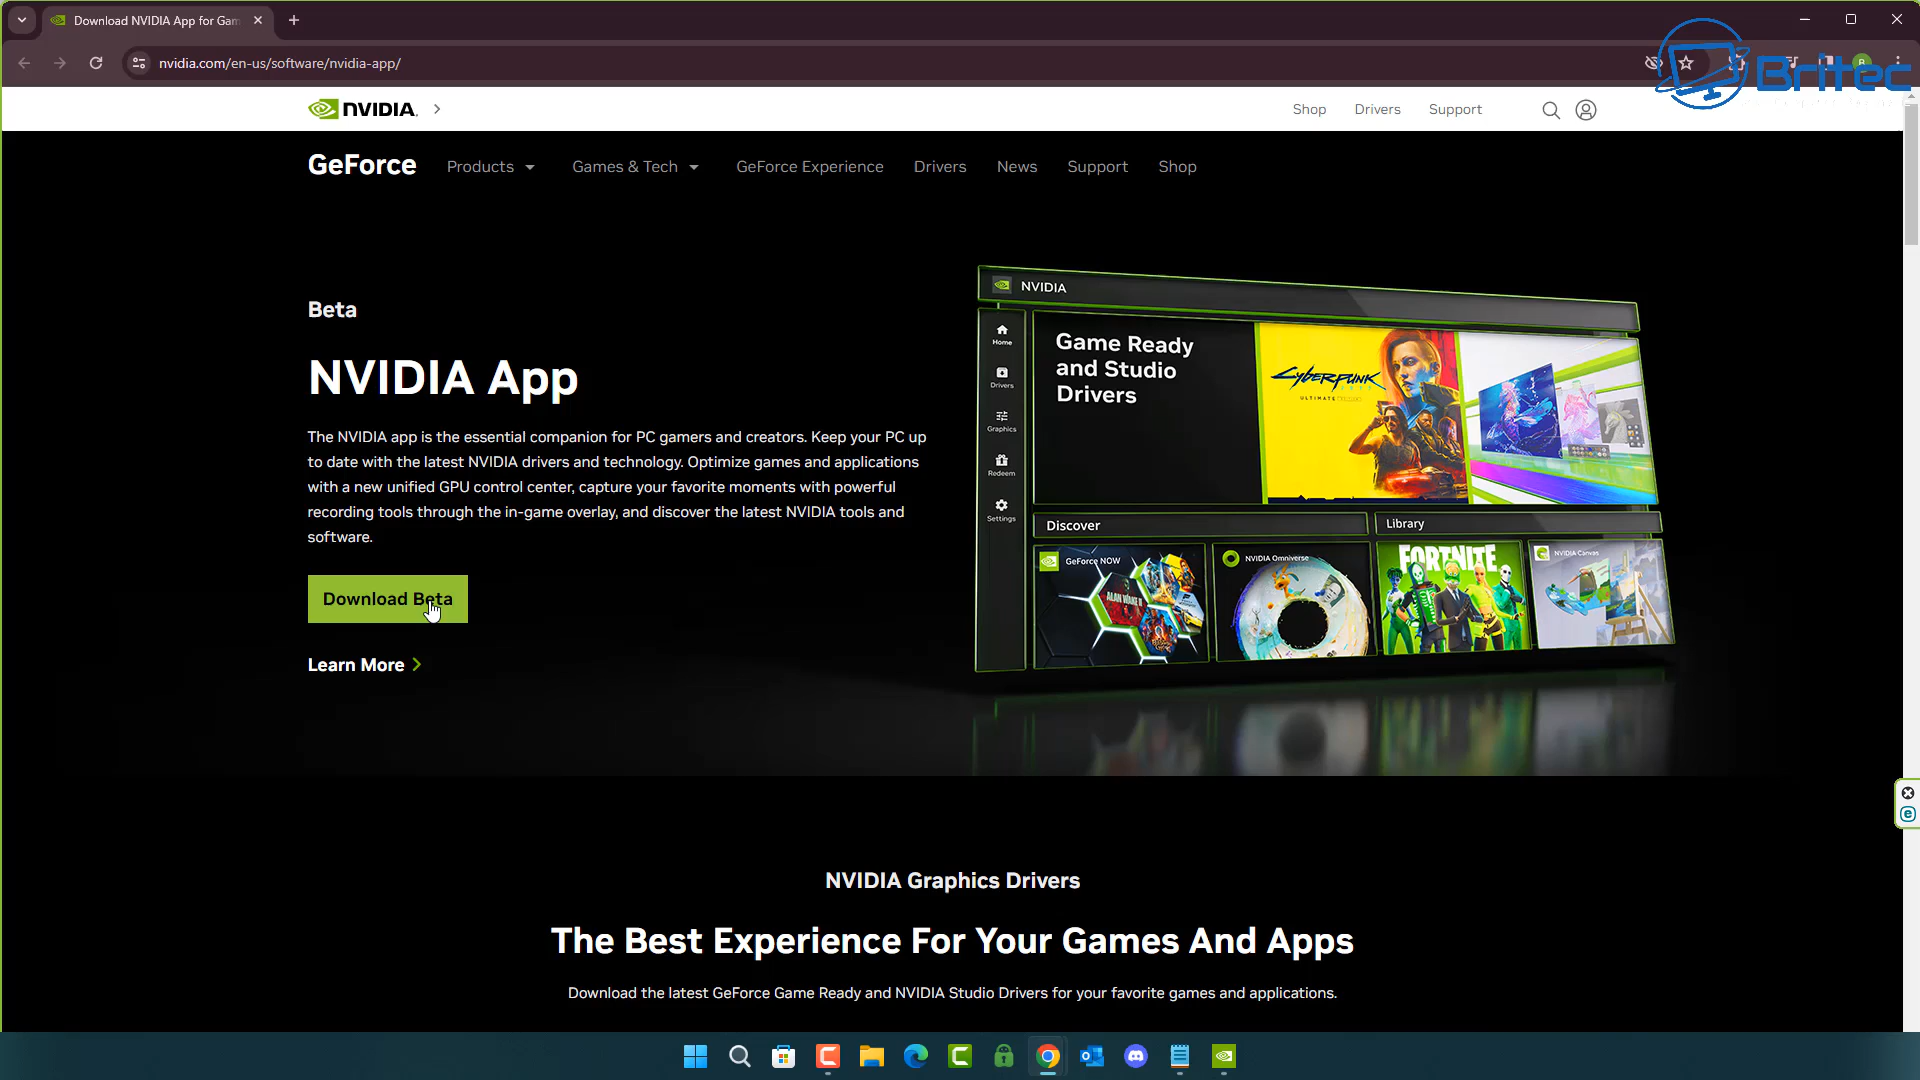 Download NVIDIA App for Gam
nvidia.com/en-us/software/nvidia-app/
Britec
NVIDIA.
Shop Drivers Support
GeForce Products Games & Tech GeForce Experience Drivers News Support Shop
Beta
NVIDIA App
The NVIDIA app is the essential companion for PC gamers and creators. Keep your PC up
to date with the latest NVIDIA drivers and technology. Optimize games and applications
with a new unified GPU control center, capture your favorite moments with powerful
recording tools through the in-game overlay, and discover the latest NVIDIA tools and
software.
Download Beta
Learn More
NVIDIA
Home
Drivers
Graphics
Redeem
Settings
Game Ready
and Studio
Drivers
CYBERPUNK
ULTIMATE
Discover
Library
GeForce NOW
ALAN WAKE II
NVIDIA Omniverse
FORTNITE
NVIDIA Canvas
NVIDIA Graphics Drivers
The Best Experience For Your Games And Apps
Download the latest GeForce Game Ready and NVIDIA Studio Drivers for your favorite games and applications.